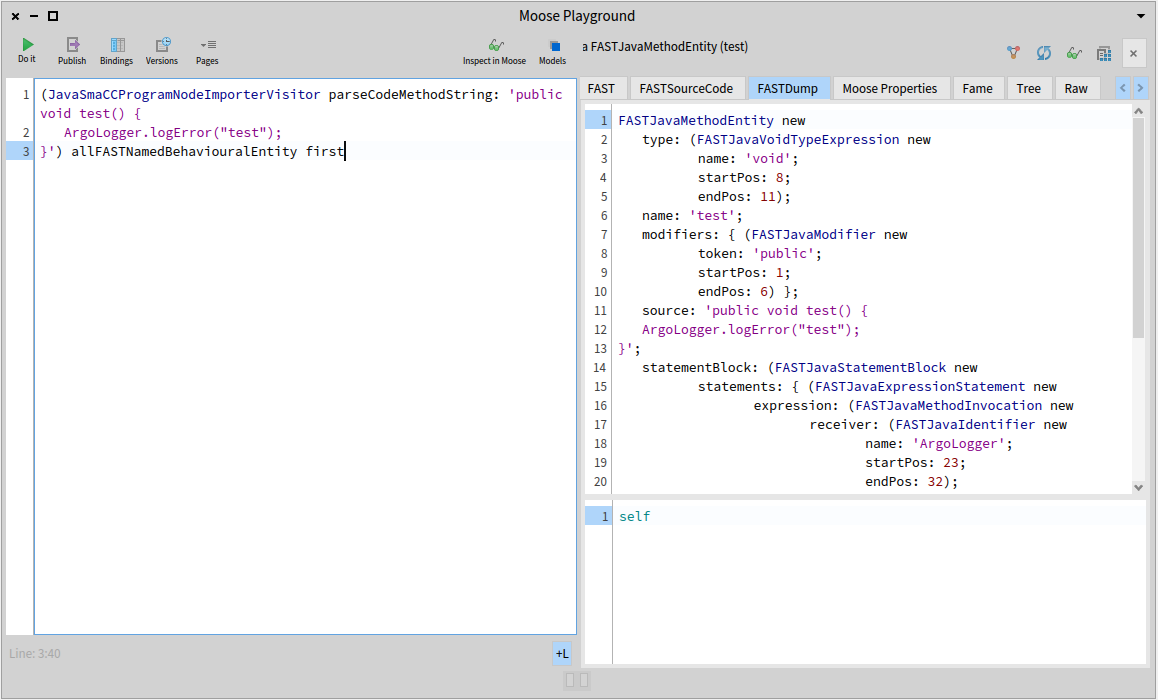 Moose Playground
Do it
Publish
Bindings
Versions
Pages
Inspect in Moose
Models
a FASTJavaMethodEntity (test)
1 (JavaSmaCCProgramNodeImporterVisitor parseCodeMethodString: 'public
void test() {
2 ArgoLogger.logError("test");
3 }') allFASTNamedBehaviouralEntity first
Line: 3:40
+L
FAST
FASTSourceCode
FASTDump
Moose Properties
Fame
Tree
Raw
1 FASTJavaMethodEntity new
2 type: (FASTJavaVoidTypeExpression new
3 name: 'void';
4 startPos: 8;
5 endPos: 11);
6 name: 'test';
7 modifiers: { (FASTJavaModifier new
8 token: 'public';
9 startPos: 1;
10 endPos: 6) };
11 source: 'public void test() {
12 ArgoLogger.logError("test");
13 }';
14 statementBlock: (FASTJavaStatementBlock new
15 statements: { (FASTJavaExpressionStatement new
16 expression: (FASTJavaMethodInvocation new
17 receiver: (FASTJavaIdentifier new
18 name: 'ArgoLogger';
19 startPos: 23;
20 endPos: 32);
1 self